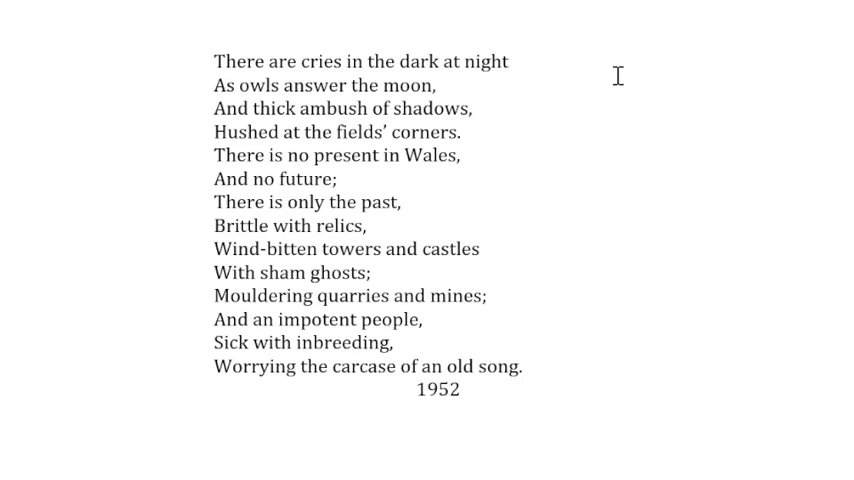 There are cries in the dark at night
As owls answer the moon,
And thick ambush of shadows,
Hushed at the fields’ corners.
There is no present in Wales,
And no future;
There is only the past,
Brittle with relics,
Wind-bitten towers and castles
With sham ghosts;
Mouldering quarries and mines;
And an impotent people,
Sick with inbreeding,
Worrying the carcase of an old song.
1952